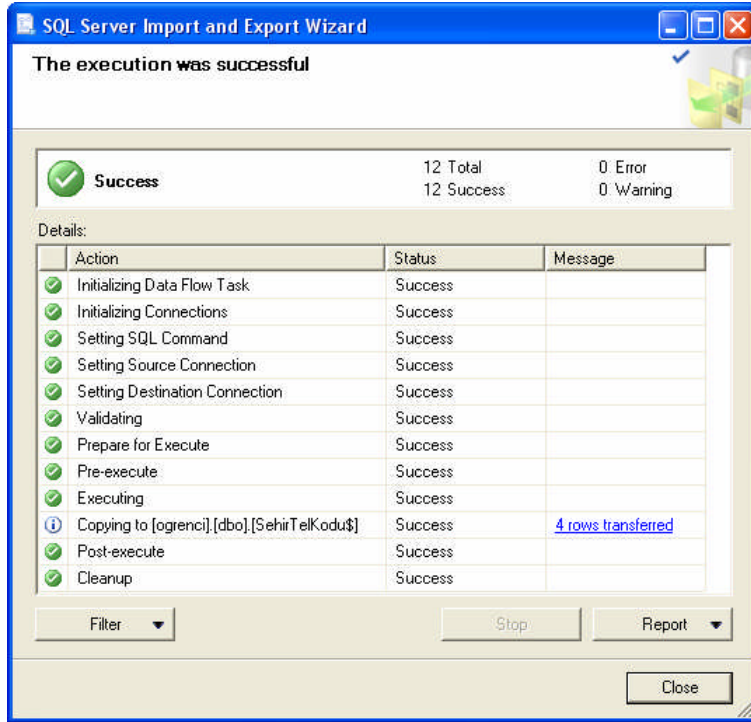 SQL Server Import and Export Wizard
The execution was successful
Success
12 Total 0 Error
12 Success 0 Warning
Details:
Action Status Message
Initializing Data Flow Task Success
Initializing Connections Success
Setting SQL Command Success
Setting Source Connection Success
Setting Destination Connection Success
Validating Success
Prepare for Execute Success
Pre-execute Success
Executing Success
Copying to [ogrenci].[dbo].[SehirTelKodu$] Success 4 rows transferred
Post-execute Success
Cleanup Success
Filter Stop Report
Close